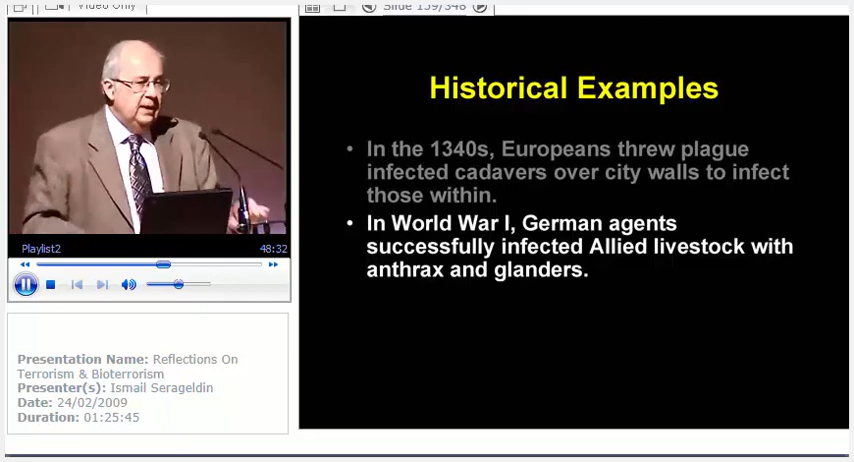 Video Only
Slide 159/348
Historical Examples
• In the 1340s, Europeans threw plague
infected cadavers over city walls to infect
those within.
• In World War I, German agents
successfully infected Allied livestock with
anthrax and glanders.
Playlist2 48:32
Presentation Name: Reflections On
Terrorism & Bioterrorism
Presenter(s): Ismail Serageldin
Date: 24/02/2009
Duration: 01:25:45